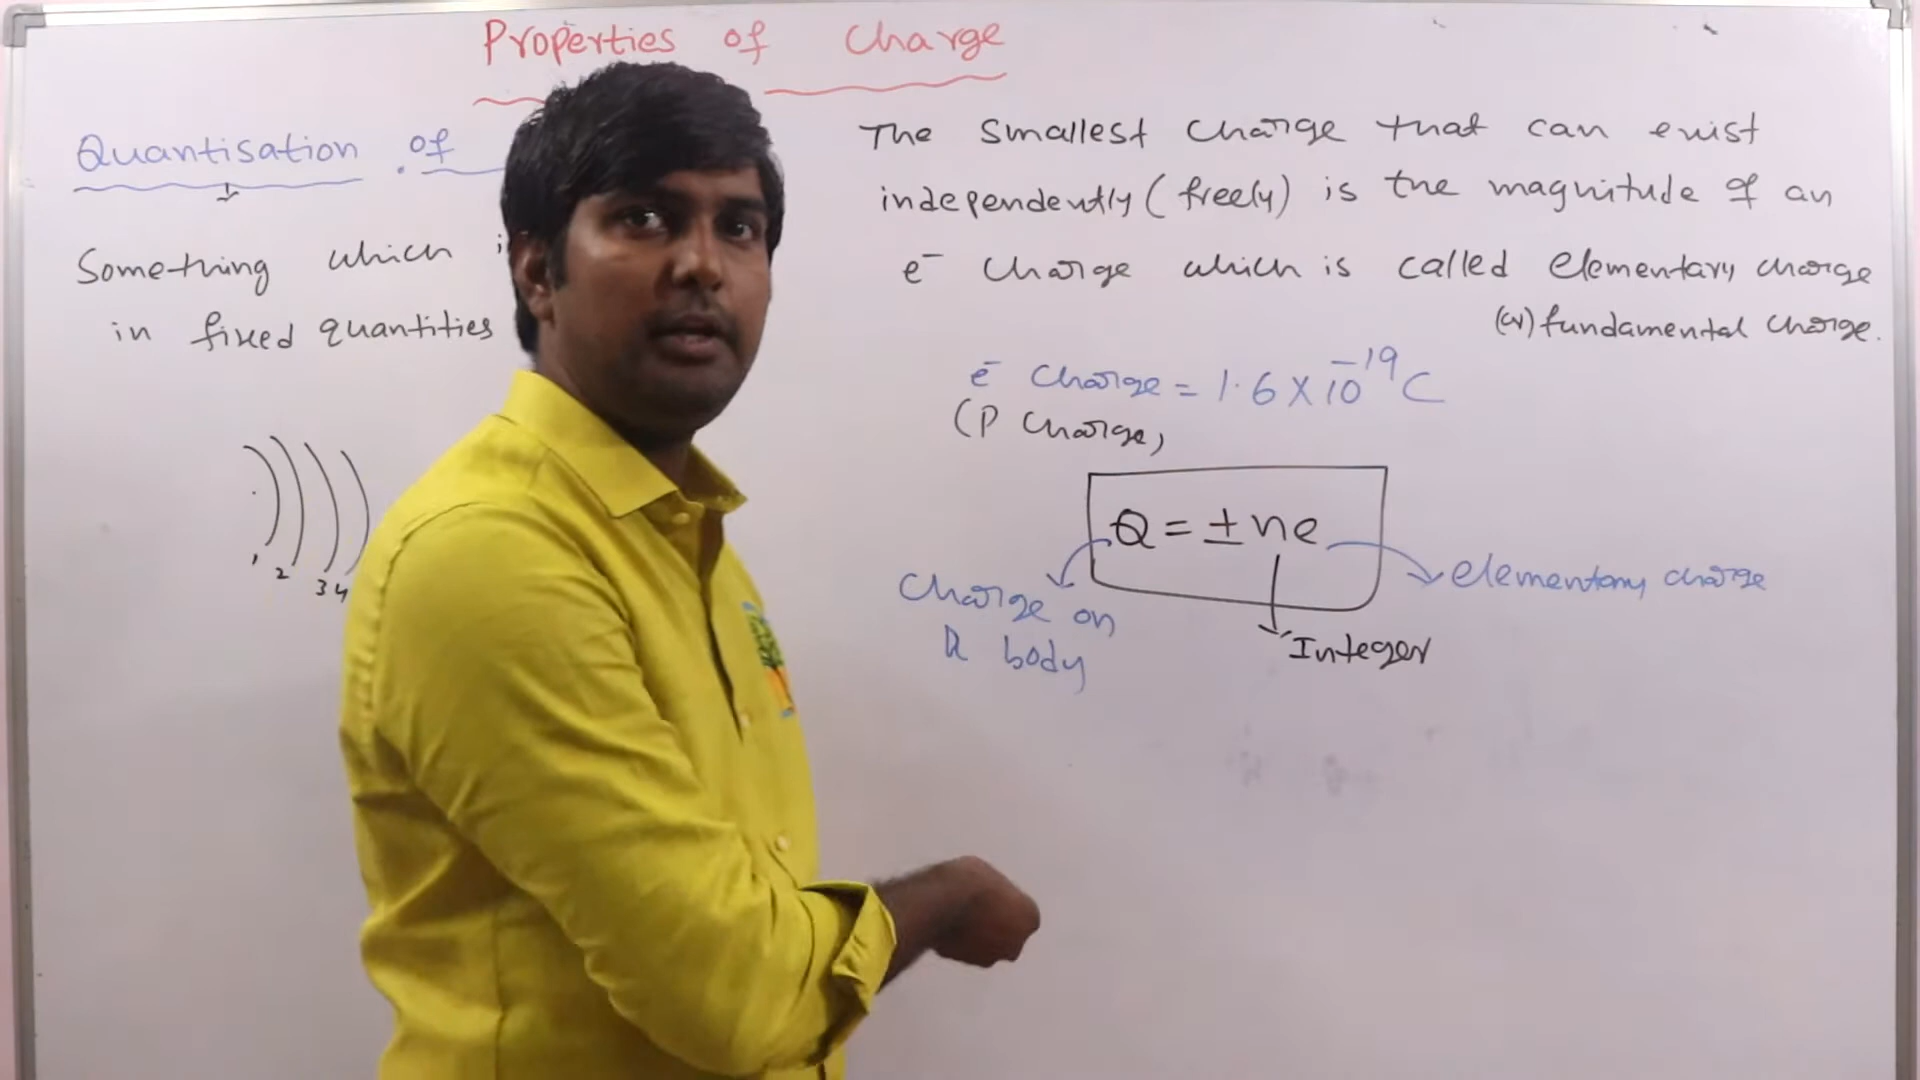 Properties of Charge
Quantisation of
Something which i
in fixed quantities
1 2 3 4
The smallest charge that can exist
independently (freely) is the magnitude of an
e⁻ charge which is called elementary charge
(or) fundamental charge.
e⁻ charge = 1.6 × 10⁻¹⁹ C
(P charge)
Q = ±ne
elementary charge
Charge on
a body
Integer